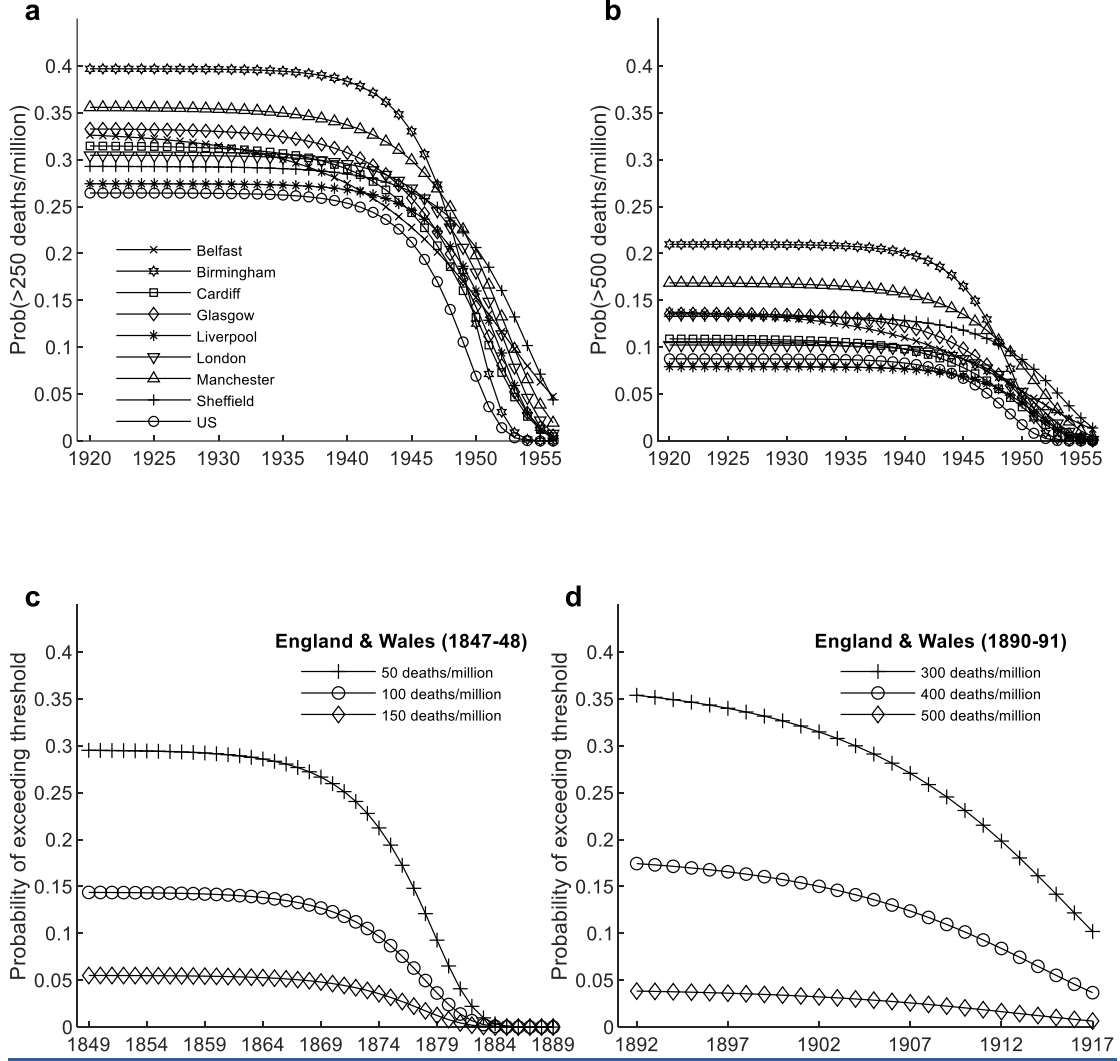 a
Prob(>250 deaths/million)
0.4
0.35
0.3
0.25
0.2
0.15
0.1
0.05
0
Belfast
Birmingham
Cardiff
Glasgow
Liverpool
London
Manchester
Sheffield
US
1920 1925 1930 1935 1940 1945 1950 1955
b
Prob(>500 deaths/million)
0.4
0.35
0.3
0.25
0.2
0.15
0.1
0.05
0
1920 1925 1930 1935 1940 1945 1950 1955
c
England & Wales (1847-48)
50 deaths/million
100 deaths/million
150 deaths/million
Probability of exceeding threshold
0.4
0.35
0.3
0.25
0.2
0.15
0.1
0.05
0
1849 1854 1859 1864 1869 1874 1879 1884 1889
d
England & Wales (1890-91)
300 deaths/million
400 deaths/million
500 deaths/million
Probability of exceeding threshold
0.4
0.35
0.3
0.25
0.2
0.15
0.1
0.05
0
1892 1897 1902 1907 1912 1917